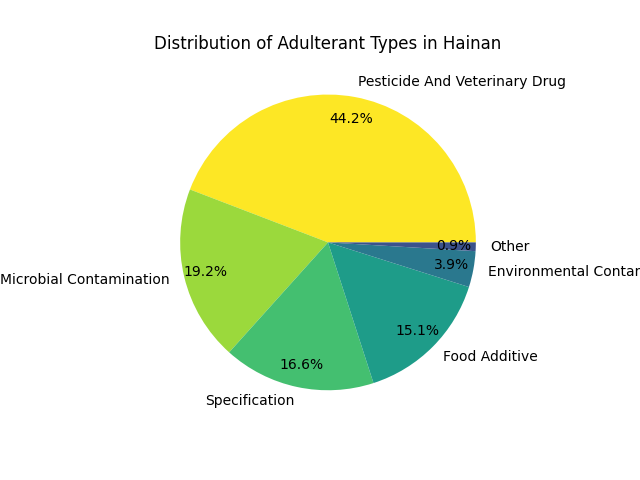 Distribution of Adulterant Types in Hainan
Pesticide And Veterinary Drug
44.2%
Microbial Contamination
19.2%
Specification
16.6%
Food Additive
15.1%
Environmental
3.9%
Other
0.9%